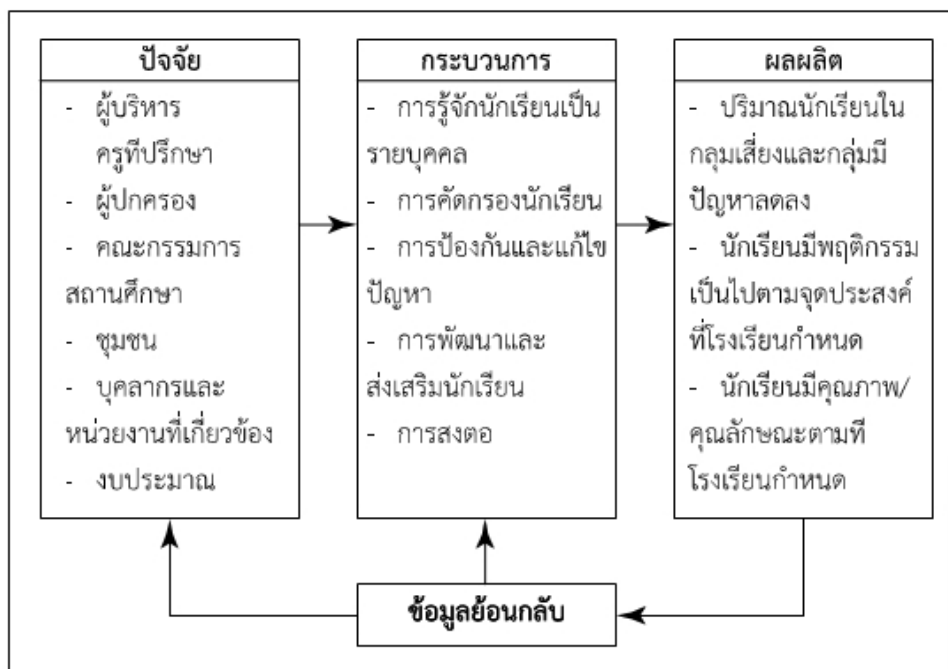 ปัจจัย
- ผู้บริหาร
ครูที่ปรึกษา
- ผู้ปกครอง
- คณะกรรมการ
สถานศึกษา
- ชุมชน
- บุคลากรและ
หน่วยงานที่เกี่ยวข้อง
- งบประมาณ
กระบวนการ
- การรู้จักนักเรียนเป็น
รายบุคคล
- การคัดกรองนักเรียน
- การป้องกันและแก้ไข
ปัญหา
- การพัฒนาและ
ส่งเสริมนักเรียน
- การสงตอ
ผลผลิต
- ปริมาณนักเรียนใน
กลุมเสี่ยงและกลุ่มมี
ปัญหาลดลง
- นักเรียนมีพฤติกรรม
เป็นไปตามจุดประสงค์
ที่โรงเรียนกำหนด
- นักเรียนมีคุณภาพ/
คุณลักษณะตามที
โรงเรียนกำหนด
ข้อมูลย้อนกลับ